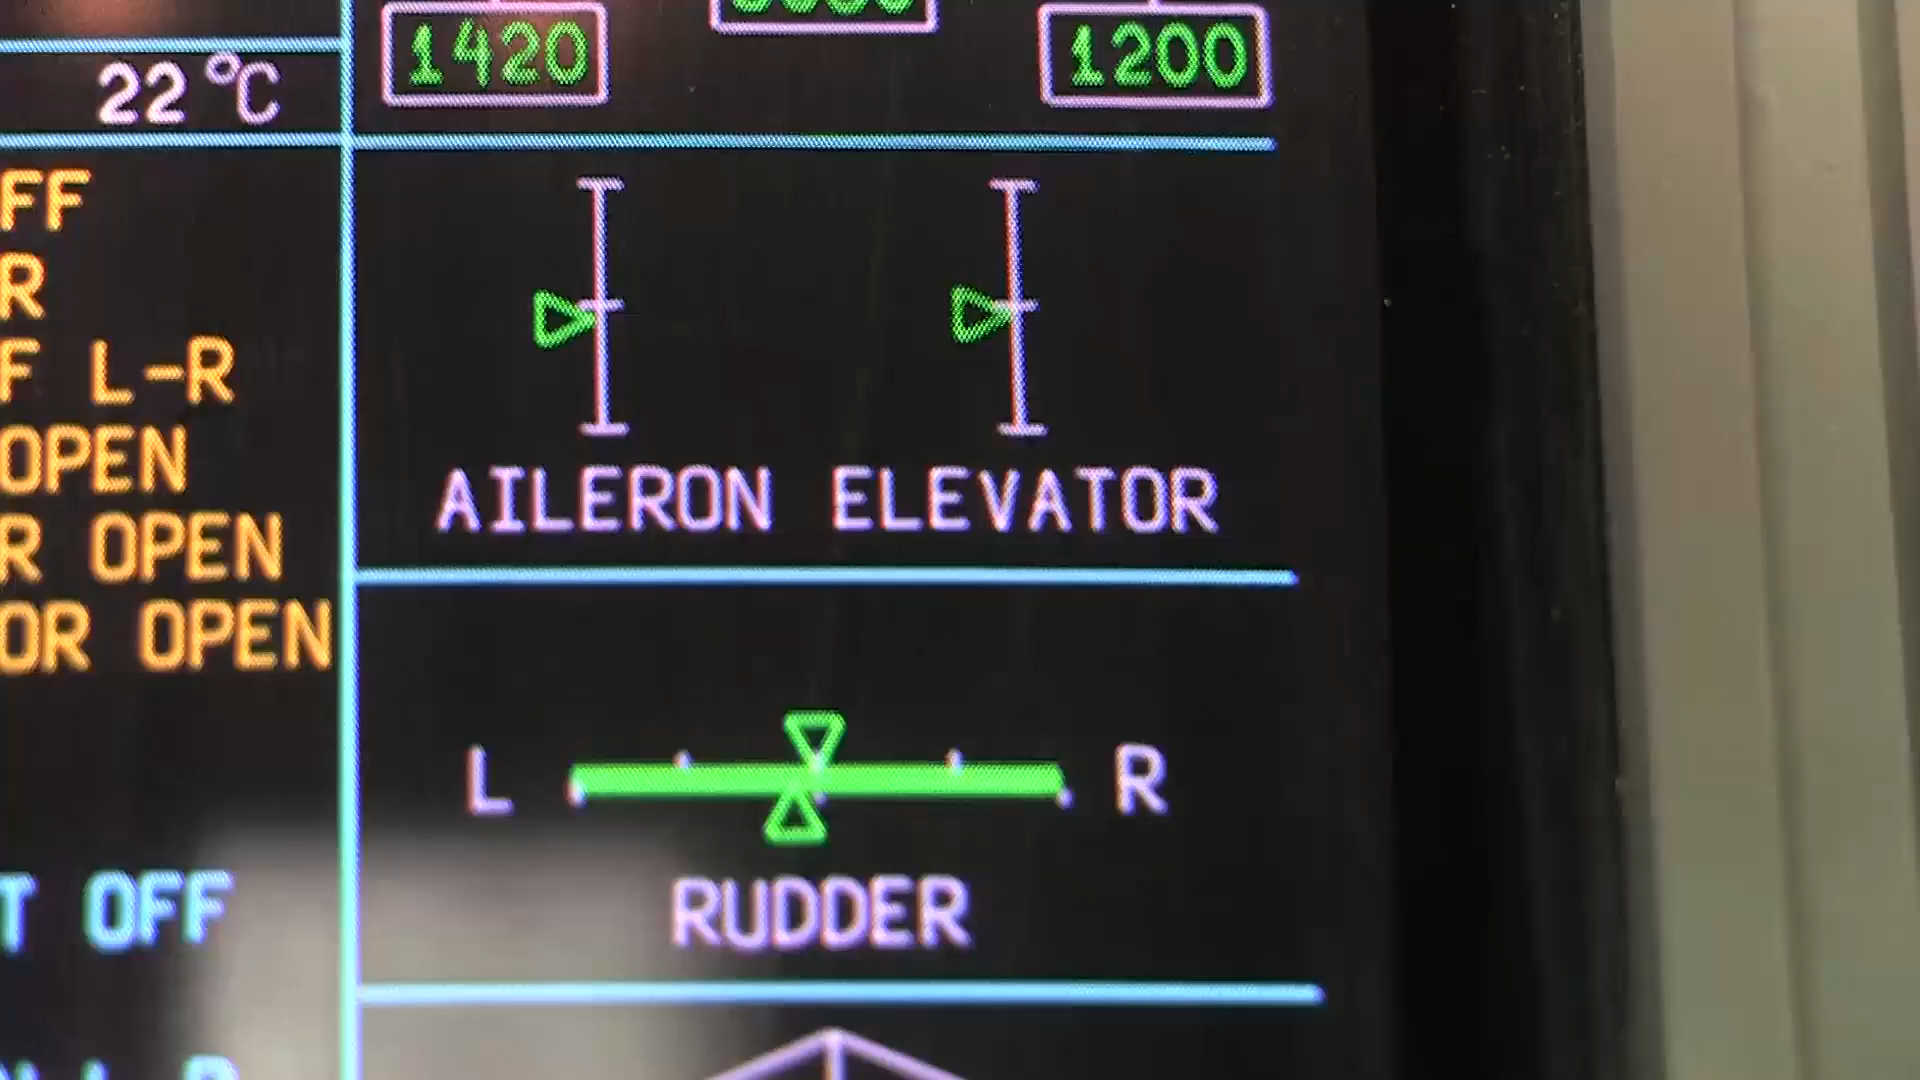 1420
1200
22 °C
FF
R
F L-R
OPEN
R OPEN
OR OPEN
T OFF
AILERON ELEVATOR
L R
RUDDER